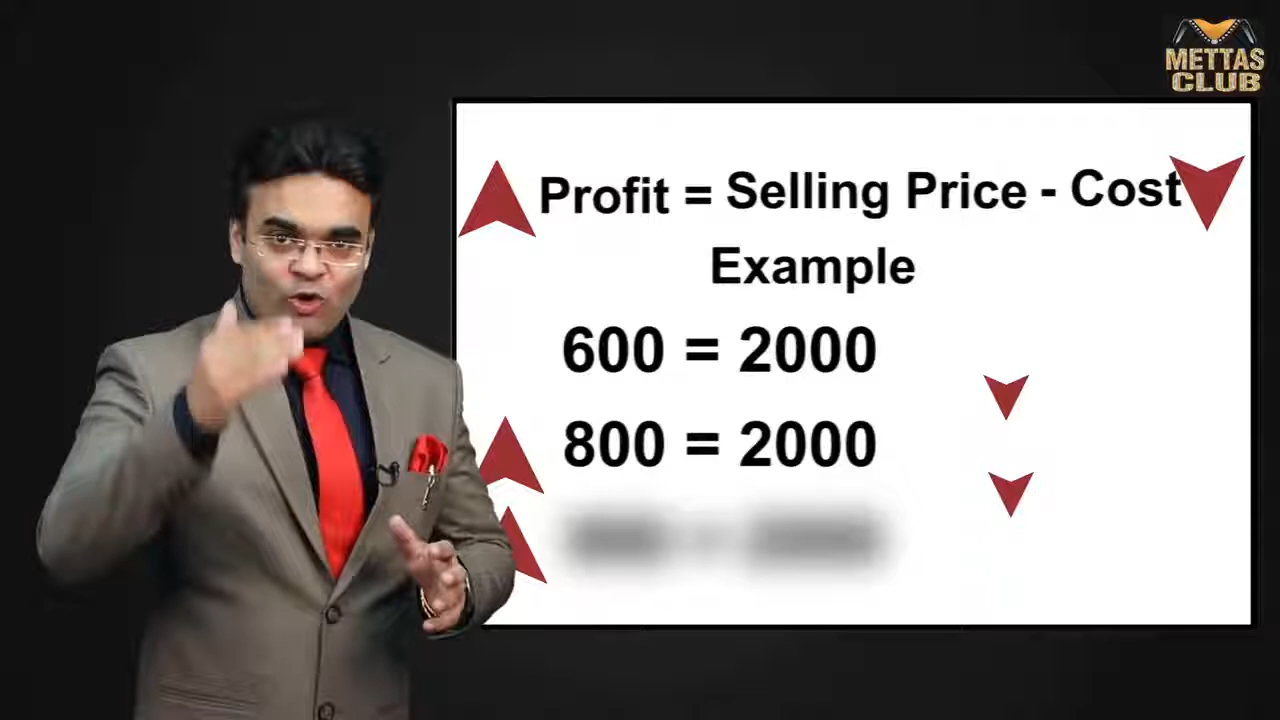 METTAS
CLUB
Profit = Selling Price - Cost
Example
600 = 2000
800 = 2000